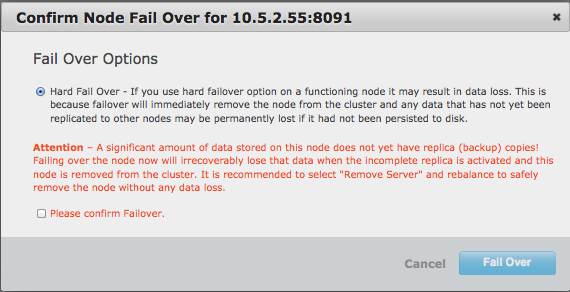 Confirm Node Fail Over for 10.5.2.55:8091
Fail Over Options
Hard Fail Over - If you use hard failover option on a functioning node it may result in data loss. This is
because failover will immediately remove the node from the cluster and any data that has not yet been
replicated to other nodes may be permanently lost if it had not been persisted to disk.
Attention – A significant amount of data stored on this node does not yet have replica (backup) copies!
Failing over the node now will irrecoverably lose that data when the incomplete replica is activated and this
node is removed from the cluster. It is recommended to select "Remove Server" and rebalance to safely
remove the node without any data loss.
Please confirm Failover.
Cancel
Fail Over